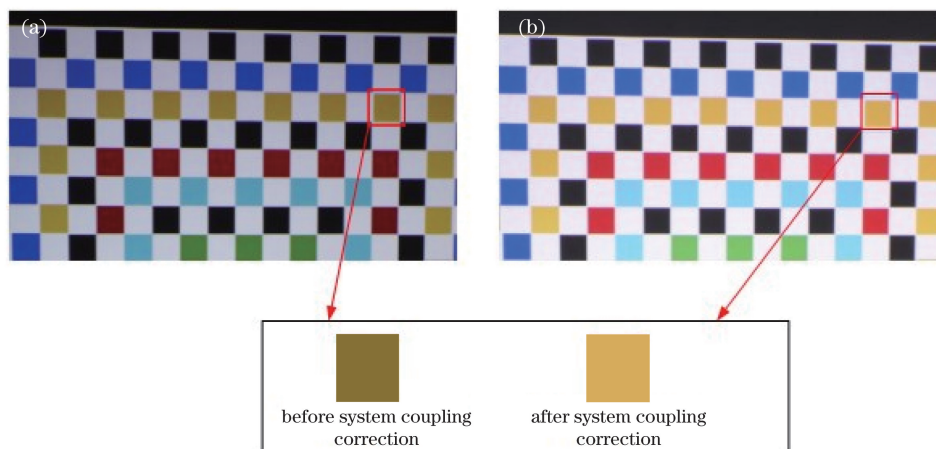 (a)
(b)
before system coupling
correction
after system coupling
correction